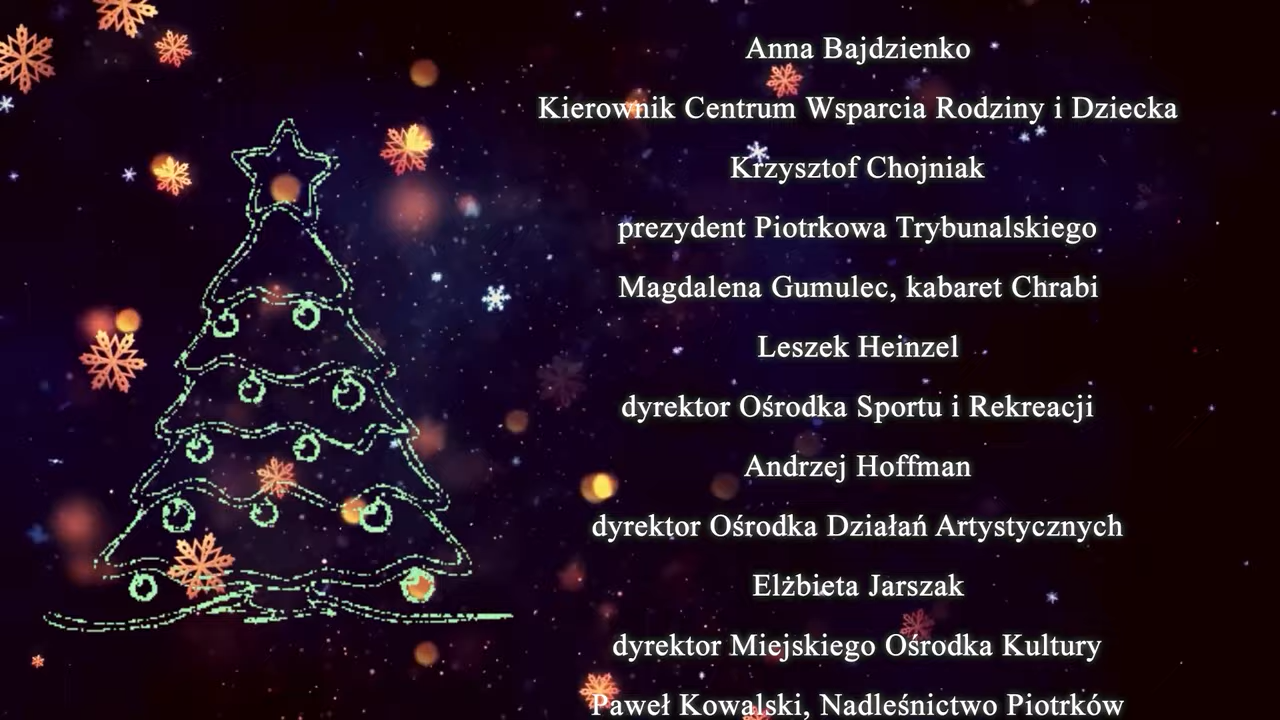 Anna Bajdzienko
Kierownik Centrum Wsparcia Rodziny i Dziecka
Krzysztof Chojniak
prezydent Piotrkowa Trybunalskiego
Magdalena Gumulec, kabaret Chrabi
Leszek Heinzel
dyrektor Ośrodka Sportu i Rekreacji
Andrzej Hoffman
dyrektor Ośrodka Działań Artystycznych
Elżbieta Jarszak
dyrektor Miejskiego Ośrodka Kultury
Paweł Kowalski, Nadleśnictwo Piotrków